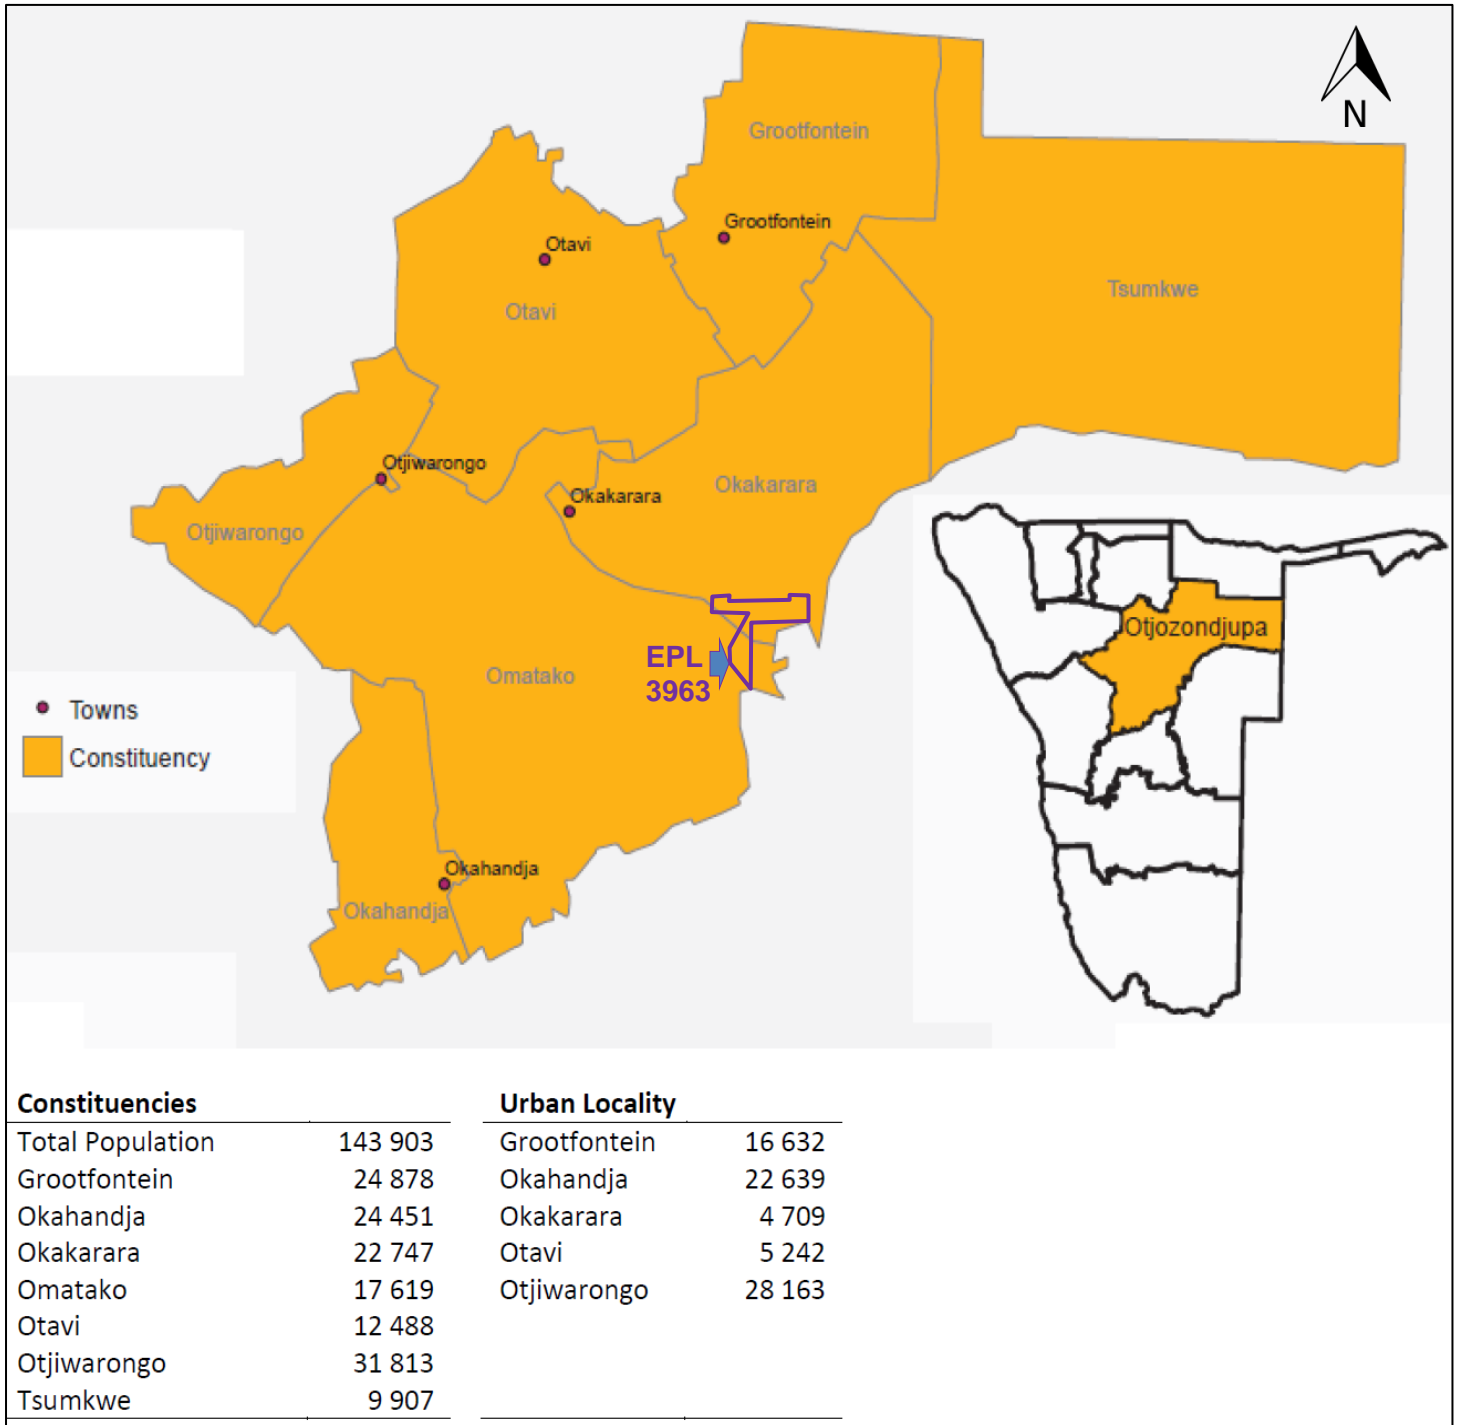 N
Grootfontein
Grootfontein
Otavi
Otavi
Tsumkwe
Otjiwarongo
Okakarara
Okakarara
Otjiwarongo
Otjozondjupa
EPL
3963
Omatako
Towns
Constituency
Okahandja
Okahandja
Constituencies
Total Population 143 903
Grootfontein 24 878
Okahandja 24 451
Okakarara 22 747
Omatako 17 619
Otavi 12 488
Otjiwarongo 31 813
Tsumkwe 9 907
Urban Locality
Grootfontein 16 632
Okahandja 22 639
Okakarara 4 709
Otavi 5 242
Otjiwarongo 28 163